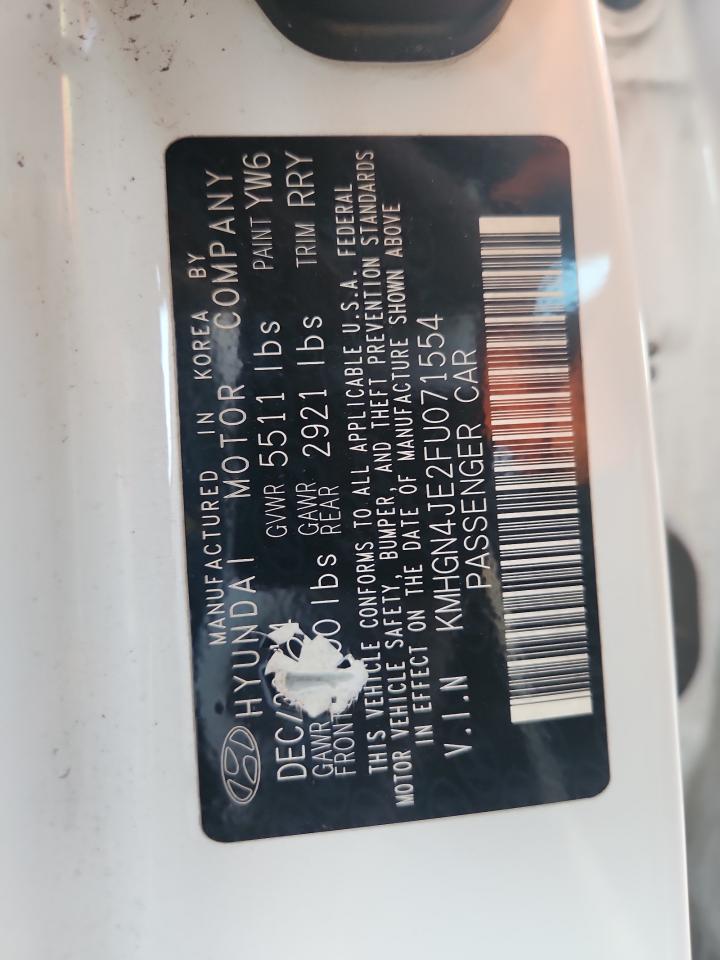 MANUFACTURED IN KOREA BY
HYUNDAI MOTOR COMPANY
DEC/ GVWR 5511 lbs PAINT YW6
GAWR FRONT lbs GAWR REAR 2921 lbs TRIM RRY
THIS VEHICLE CONFORMS TO ALL APPLICABLE U.S.A. FEDERAL
MOTOR VEHICLE SAFETY, BUMPER, AND THEFT PREVENTION STANDARDS
IN EFFECT ON THE DATE OF MANUFACTURE SHOWN ABOVE
V.I.N KMHGN4JE2FU071554
PASSENGER CAR